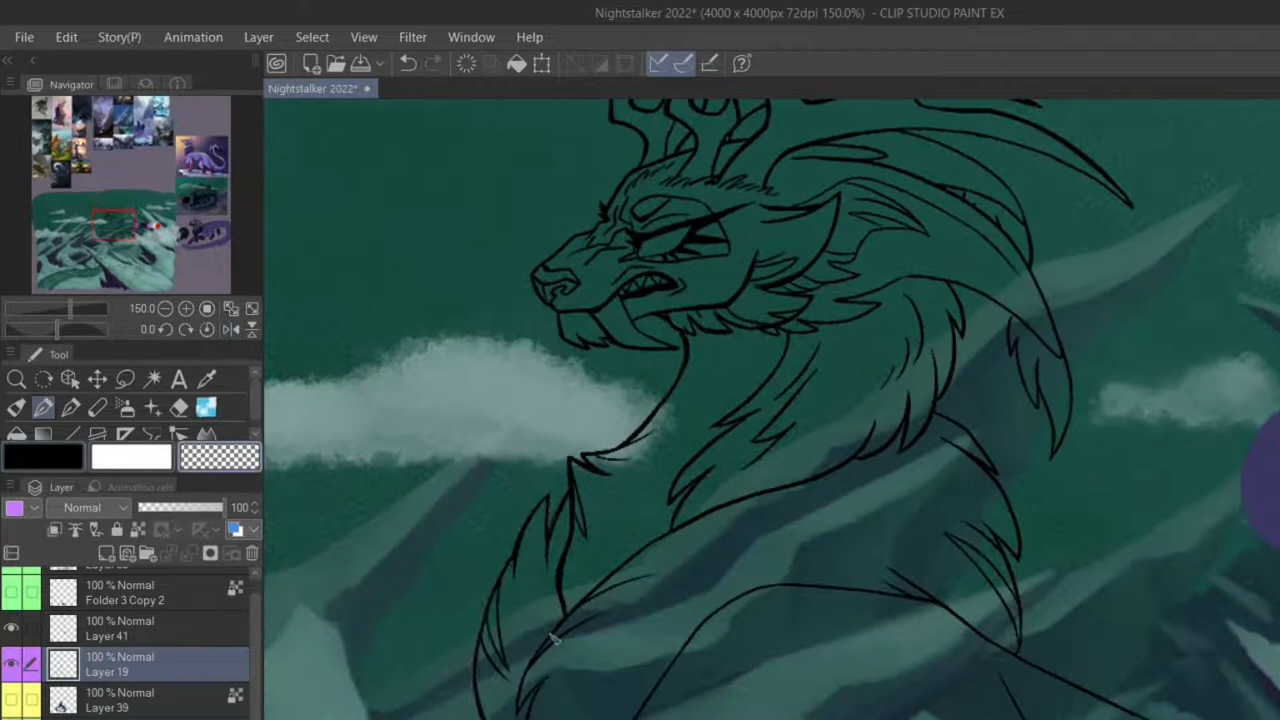 Nightstalker 2022* (4000 x 4000px 72dpi 150.0%) - CLIP STUDIO PAINT EX
File Edit Story(P) Animation Layer Select View Filter Window Help
Nightstalker 2022*
Navigator
150.0
0.0
Tool
A
Layer Animation cels
Normal 100
100 % Normal
Folder 3 Copy 2
100 % Normal
Layer 41
100 % Normal
Layer 19
100 % Normal
Layer 39